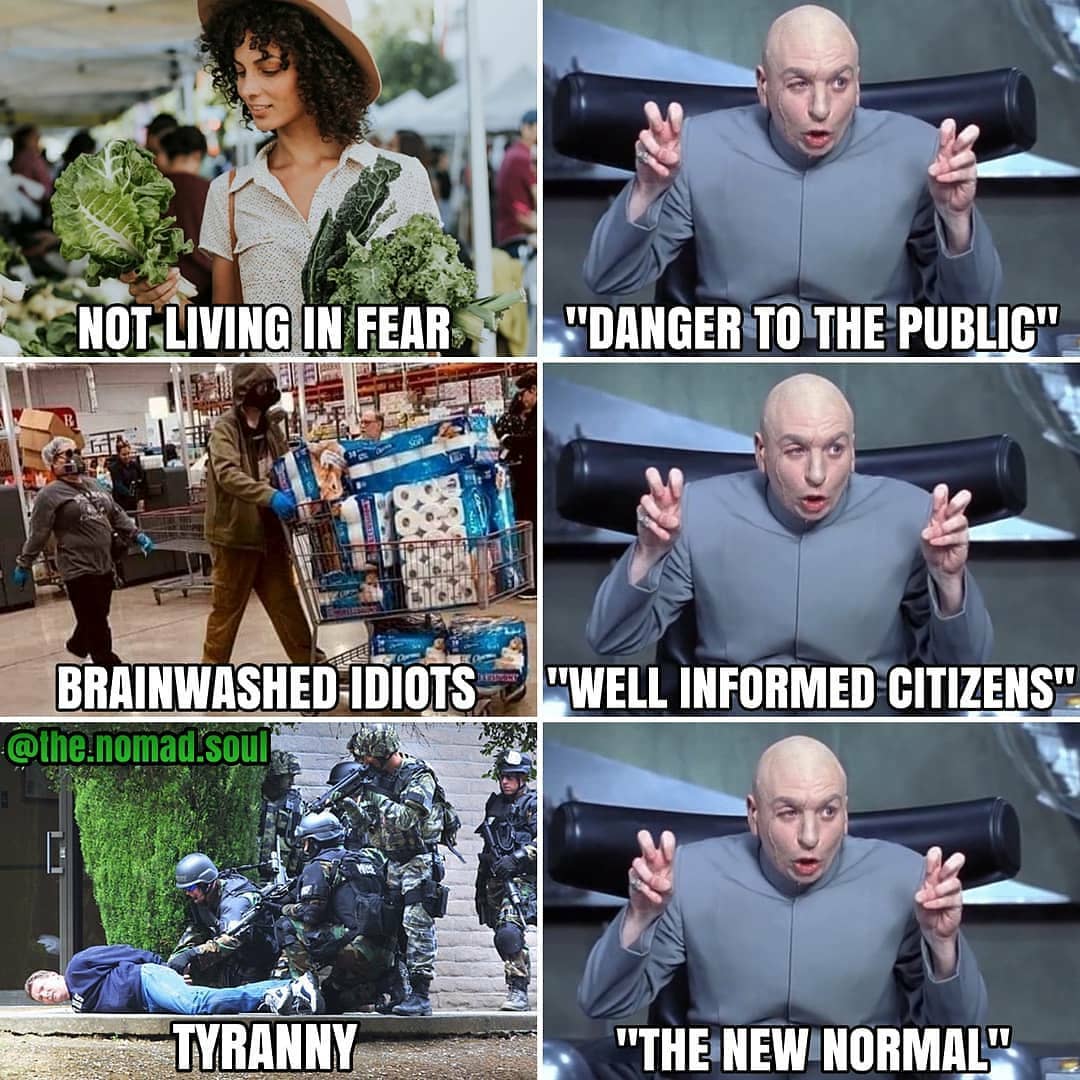 NOT LIVING IN FEAR
"DANGER TO THE PUBLIC"
BRAINWASHED IDIOTS
"WELL INFORMED CITIZENS"
@the.nomad.soul
TYRANNY
"THE NEW NORMAL"